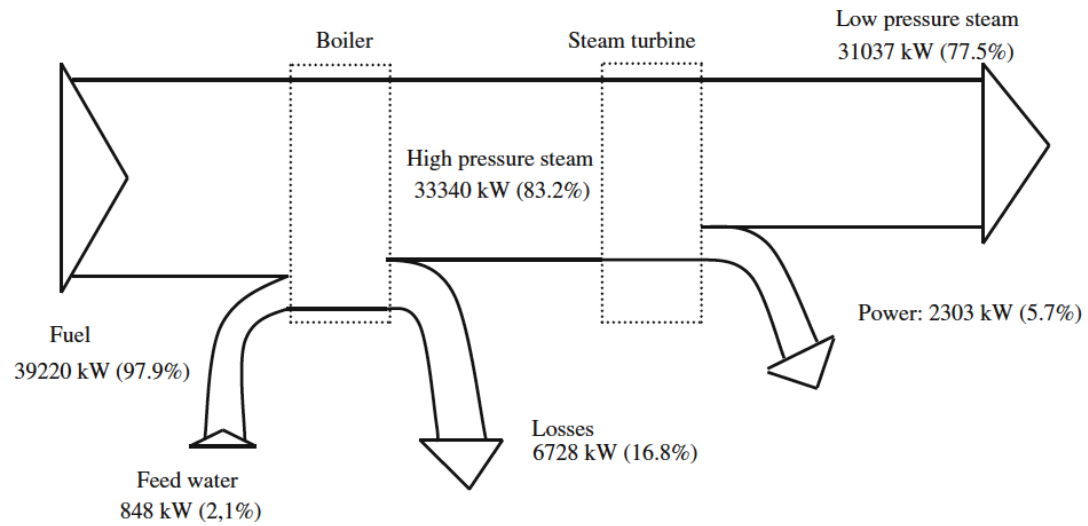 Boiler
Steam turbine
Low pressure steam
31037 kW (77.5%)
High pressure steam
33340 kW (83.2%)
Fuel
39220 kW (97.9%)
Power: 2303 kW (5.7%)
Losses
6728 kW (16.8%)
Feed water
848 kW (2,1%)